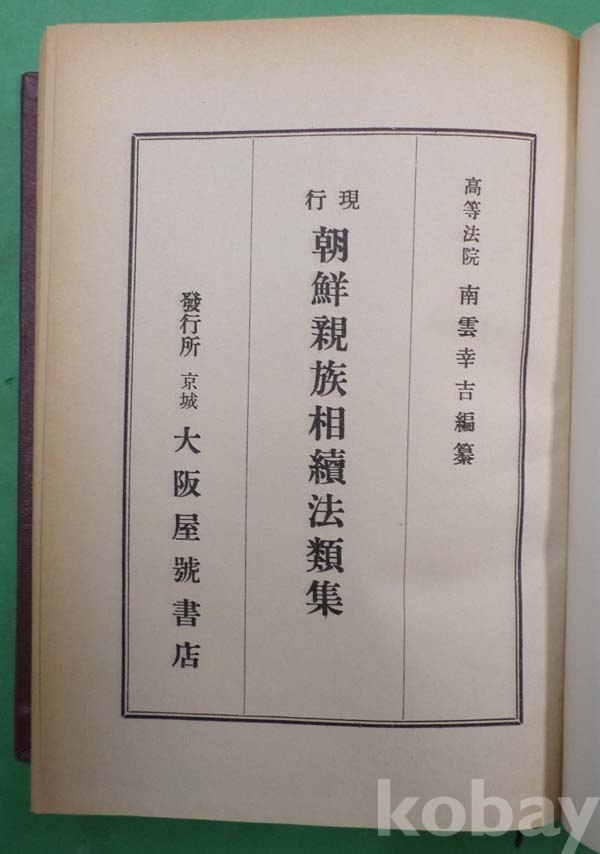 高等法院 南雲幸吉編纂
現行 朝鮮親族相續法類集
發行所 京城 大阪屋號書店
kobay